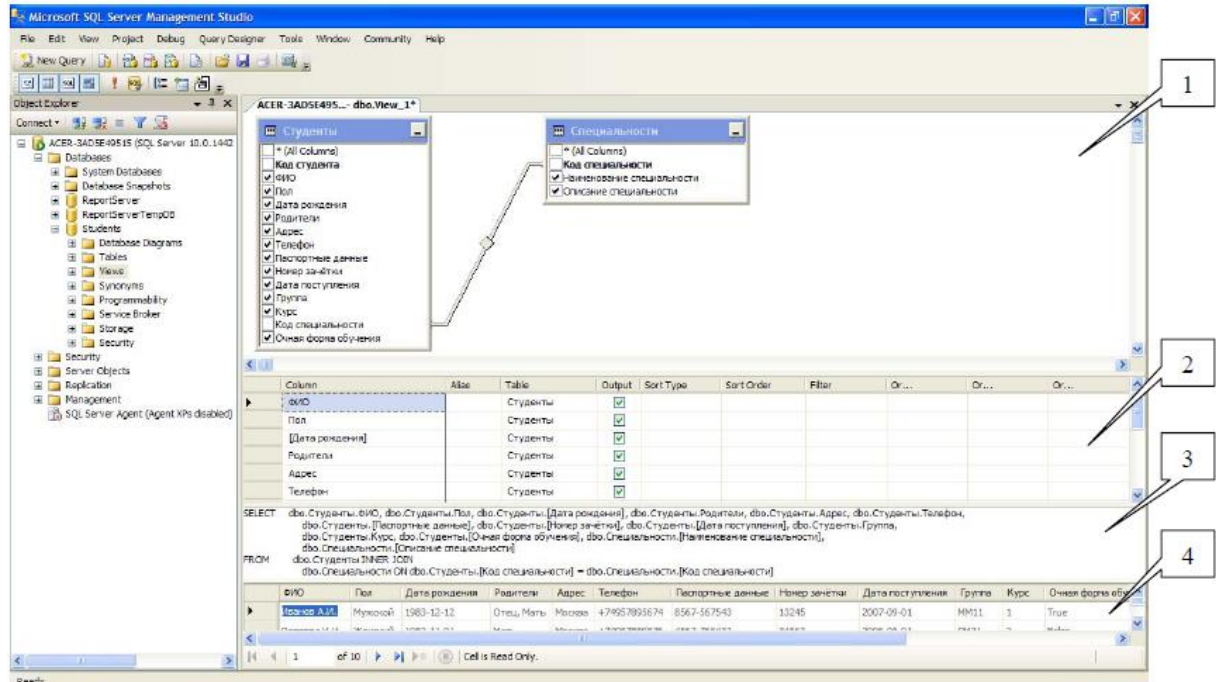 Microsoft SQL Server Management Studio
File Edit View Project Debug Query Designer Tools Window Community Help
New Query
Object Explorer
ACER-3AD5E495...- dbo.View_1*
Connect
ACER-3AD5E49515 (SQL Server 10.0.1442
Databases
System Databases
Database Snapshots
ReportServer
ReportServerTempDB
Students
Database Diagrams
Tables
Views
Synonyms
Programmability
Service Broker
Storage
Security
Security
Server Objects
Replication
Management
SQL Server Agent (Agent XPs disabled)
Студенты
* (All Columns)
Код студента
ФИО
Пол
Дата рождения
Родители
Адрес
Телефон
Паспортные данные
Номер зачётки
Дата поступления
Группа
Курс
Код специальности
Очная форма обучения
Специальности
* (All Columns)
Код специальности
Наименование специальности
Описание специальности
1
Column Alias Table Output Sort Type Sort Order Filter Or... Or... Or...
ФИО Студенты
Пол Студенты
[Дата рождения] Студенты
Родители Студенты
Адрес Студенты
Телефон Студенты
2
SELECT dbo.Студенты.ФИО, dbo.Студенты.Пол, dbo.Студенты.[Дата рождения], dbo.Студенты.Родители, dbo.Студенты.Адрес, dbo.Студенты.Телефон,
dbo.Студенты.[Паспортные данные], dbo.Студенты.[Номер зачётки], dbo.Студенты.[Дата поступления], dbo.Студенты.Группа,
dbo.Студенты.Курс, dbo.Студенты.[Очная форма обучения], dbo.Специальности.[Наименование специальности],
dbo.Специальности.[Описание специальности]
FROM dbo.Студенты INNER JOIN
dbo.Специальности ON dbo.Студенты.[Код специальности] = dbo.Специальности.[Код специальности]
3
ФИО Пол Дата рождения Родители Адрес Телефон Паспортные данные Номер зачётки Дата поступления Группа Курс Очная форма обу
Иванов А.И. Мужской 1983-12-12 Отец, Мать Москва +74957895674 8567-567543 13245 2007-09-01 ММ11 1 True
4
1 of 10 Cell is Read Only.